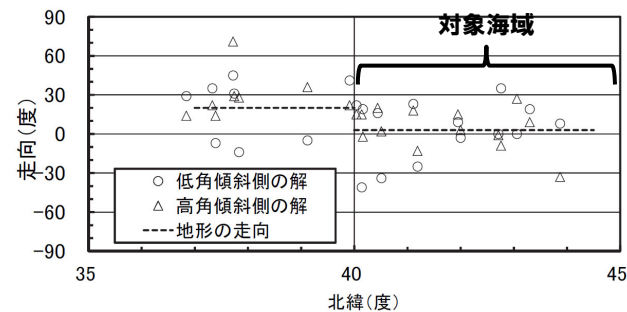 対象海域
90
60
30
0
-30
-60
-90
走向(度)
○ 低角傾斜側の解
△ 高角傾斜側の解
-----地形の走向
35
40
45
北緯(度)